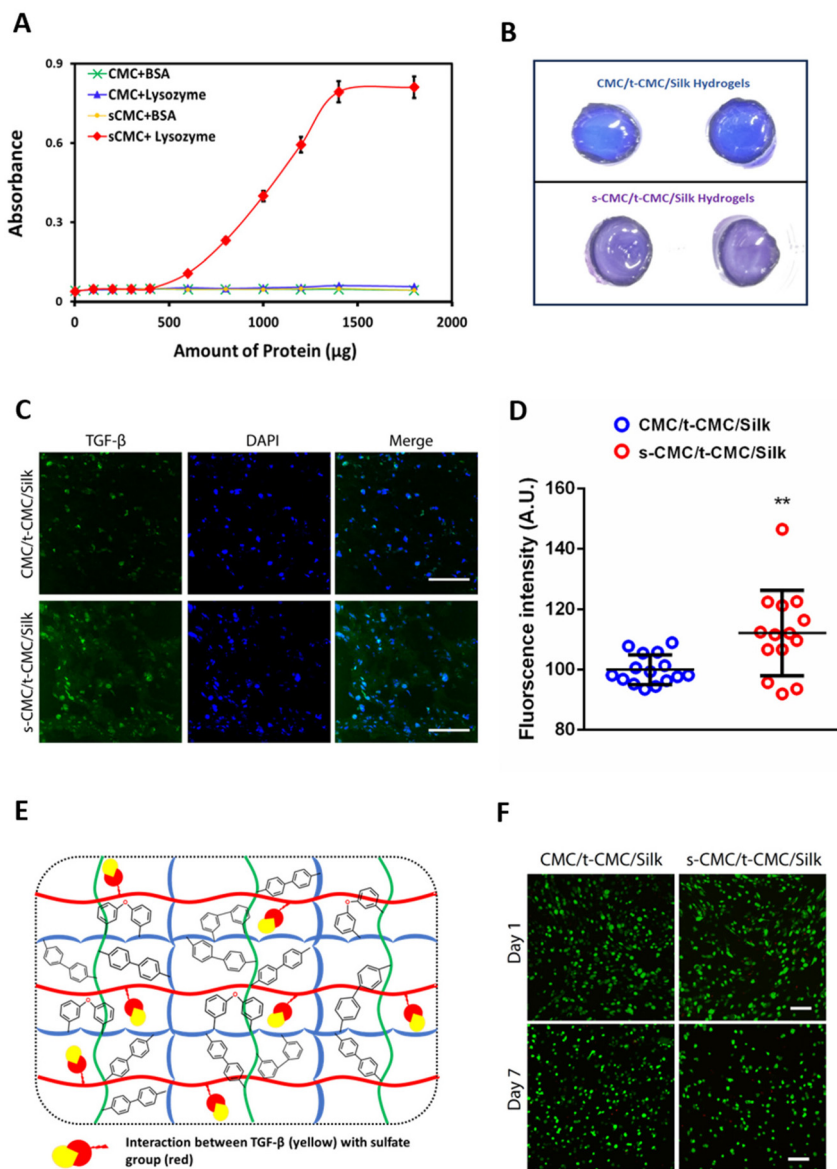 A
Absorbance
0.9
0.6
0.3
0
CMC+BSA
CMC+Lysozyme
sCMC+BSA
sCMC+ Lysozyme
0
500
1000
1500
2000
Amount of Protein (µg)
B
CMC/t-CMC/Silk Hydrogels
s-CMC/t-CMC/Silk Hydrogels
C
TGF-β
DAPI
Merge
CMC/t-CMC/Silk
s-CMC/t-CMC/Silk
D
CMC/t-CMC/Silk
s-CMC/t-CMC/Silk
Fluorescence intensity (A.U.)
160
140
120
100
80
**
E
O
O
O
O
Interaction between TGF-β (yellow) with sulfate
group (red)
F
CMC/t-CMC/Silk
s-CMC/t-CMC/Silk
Day 1
Day 7